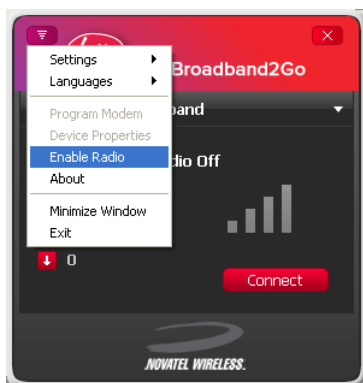 Broadband2Go
Settings
Languages
band
Program Modem
Device Properties
Enable Radio
dio Off
About
Minimize Window
Exit
0
Connect
NOVATEL WIRELESS.